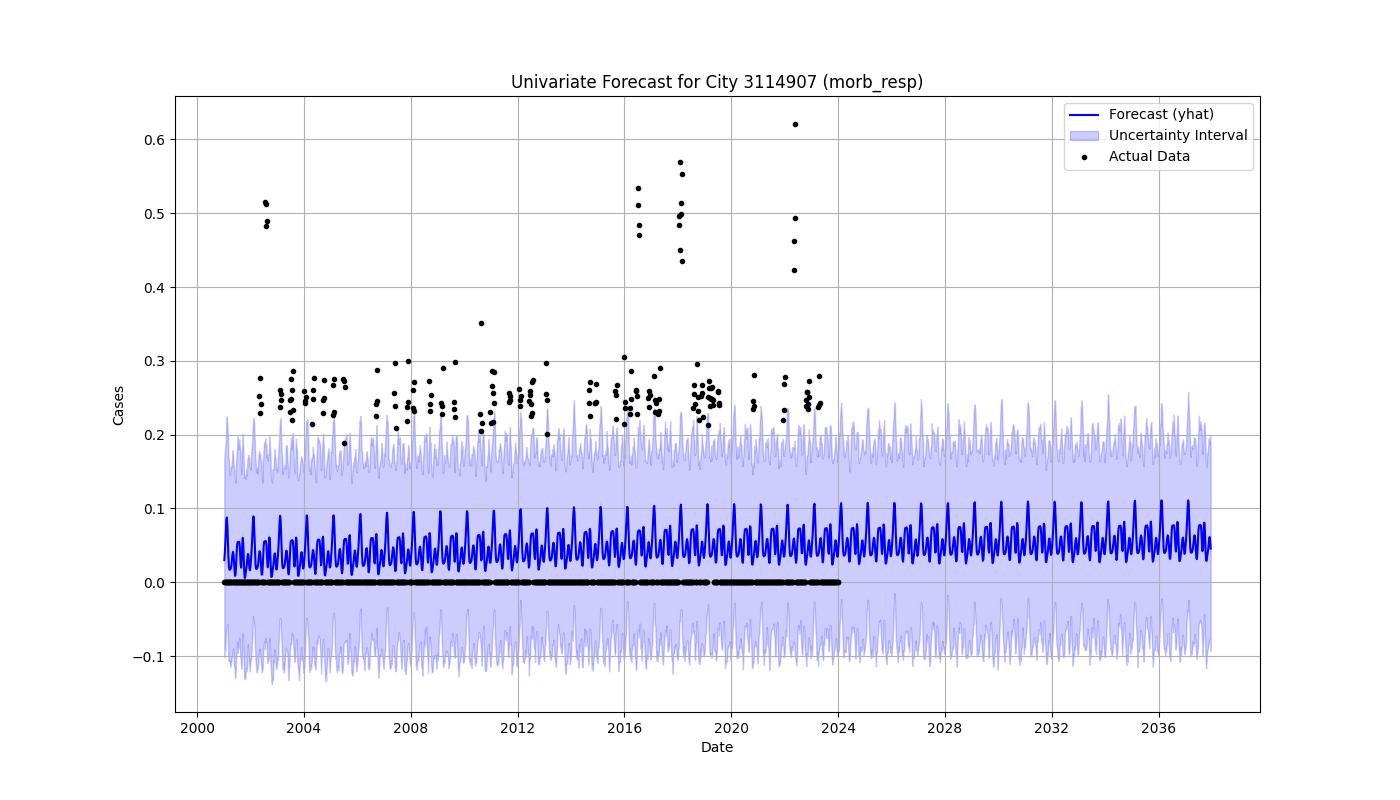 Univariate Forecast for City 3114907 (morb_resp)
Forecast (yhat)
Uncertainty Interval
Actual Data
Cases
0.6
0.5
0.4
0.3
0.2
0.1
0.0
−0.1
2000 2004 2008 2012 2016 2020 2024 2028 2032 2036
Date